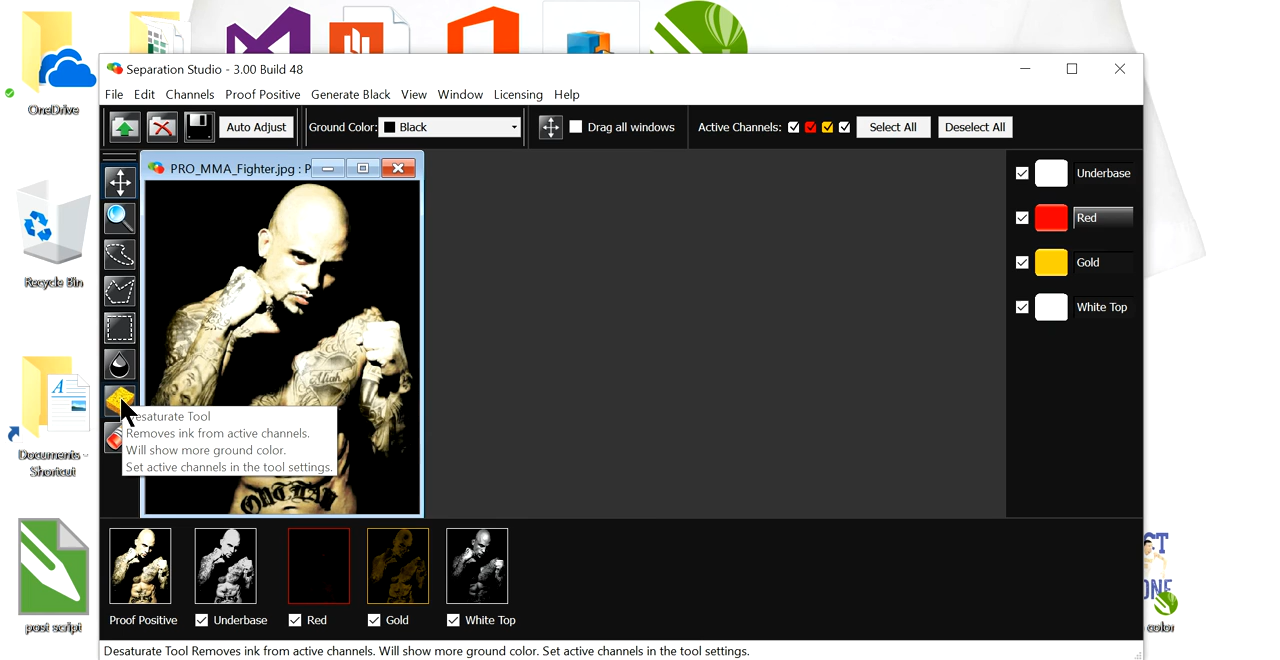 OneDrive
Recycle Bin
Documents -
Shortcut
post script
Separation Studio - 3.00 Build 48
File Edit Channels Proof Positive Generate Black View Window Licensing Help
Auto Adjust Ground Color: Black Drag all windows Active Channels: Select All Deselect All
PRO_MMA_Fighter.jpg : P
Underbase
Red
Gold
White Top
OUTLAW
esaturate Tool
Removes ink from active channels.
Will show more ground color.
Set active channels in the tool settings.
Proof Positive Underbase Red Gold White Top
Desaturate Tool Removes ink from active channels. Will show more ground color. Set active channels in the tool settings.
ONE
color